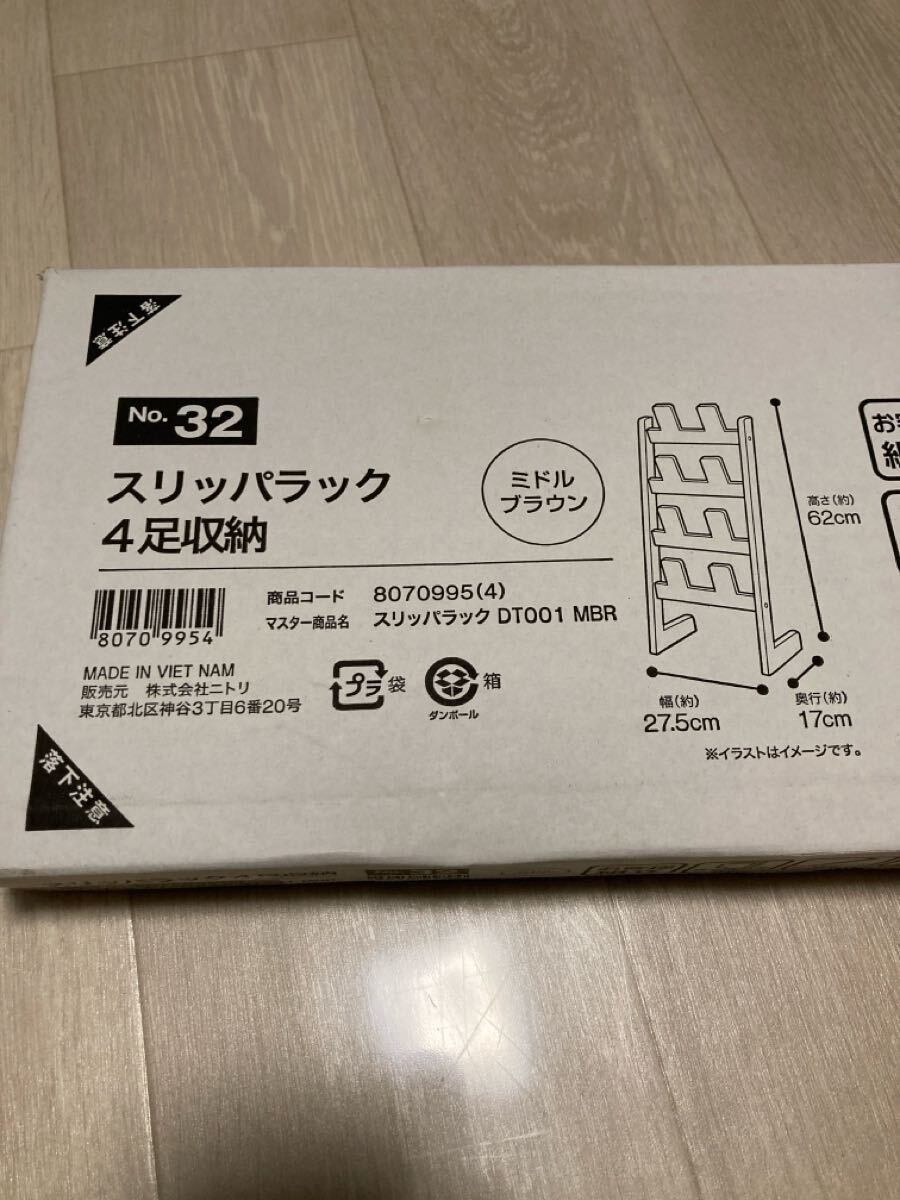 落下注意
No. 32
スリッパラック
4足収納
ミドル
ブラウン
高さ(約)
62cm
商品コード 8070995(4)
マスター商品名 スリッパラック DT001 MBR
8070 9954
MADE IN VIET NAM
販売元 株式会社ニトリ
東京都北区神谷3丁目6番20号
プラ 袋
箱
ダンボール
幅(約)
27.5cm
奥行(約)
17cm
※イラストはイメージです。
落下注意